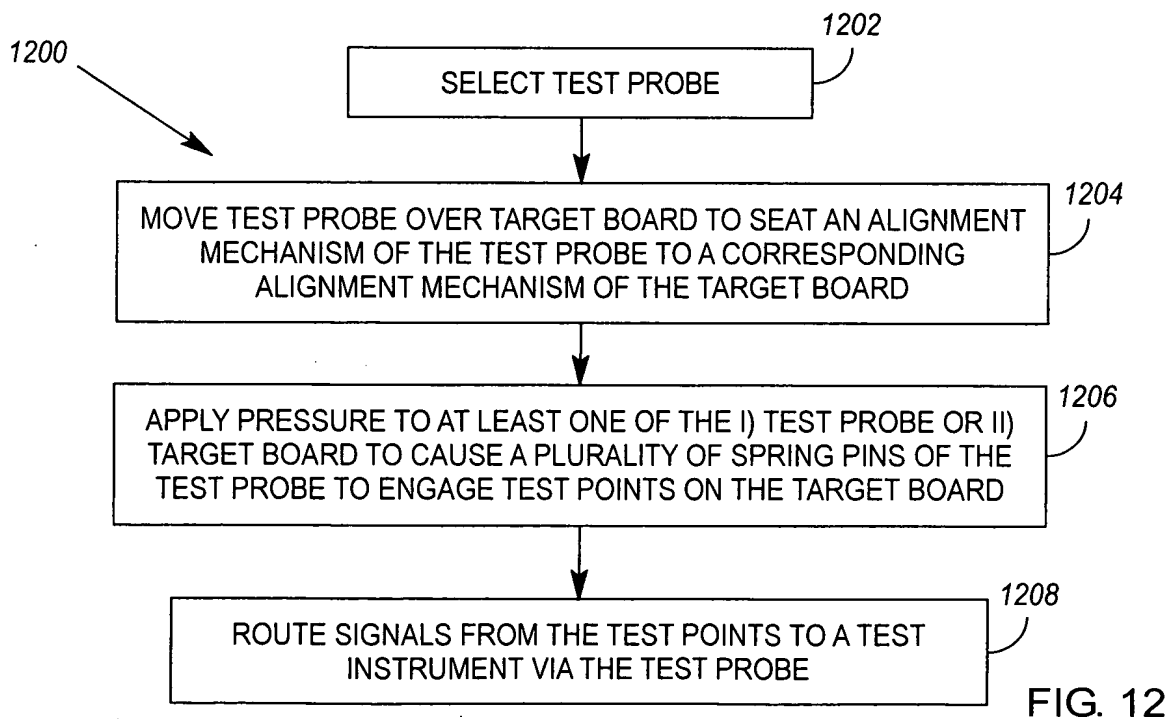 1200
1202
SELECT TEST PROBE
1204
MOVE TEST PROBE OVER TARGET BOARD TO SEAT AN ALIGNMENT
MECHANISM OF THE TEST PROBE TO A CORRESPONDING
ALIGNMENT MECHANISM OF THE TARGET BOARD
1206
APPLY PRESSURE TO AT LEAST ONE OF THE I) TEST PROBE OR II)
TARGET BOARD TO CAUSE A PLURALITY OF SPRING PINS OF THE
TEST PROBE TO ENGAGE TEST POINTS ON THE TARGET BOARD
1208
ROUTE SIGNALS FROM THE TEST POINTS TO A TEST
INSTRUMENT VIA THE TEST PROBE
FIG. 12